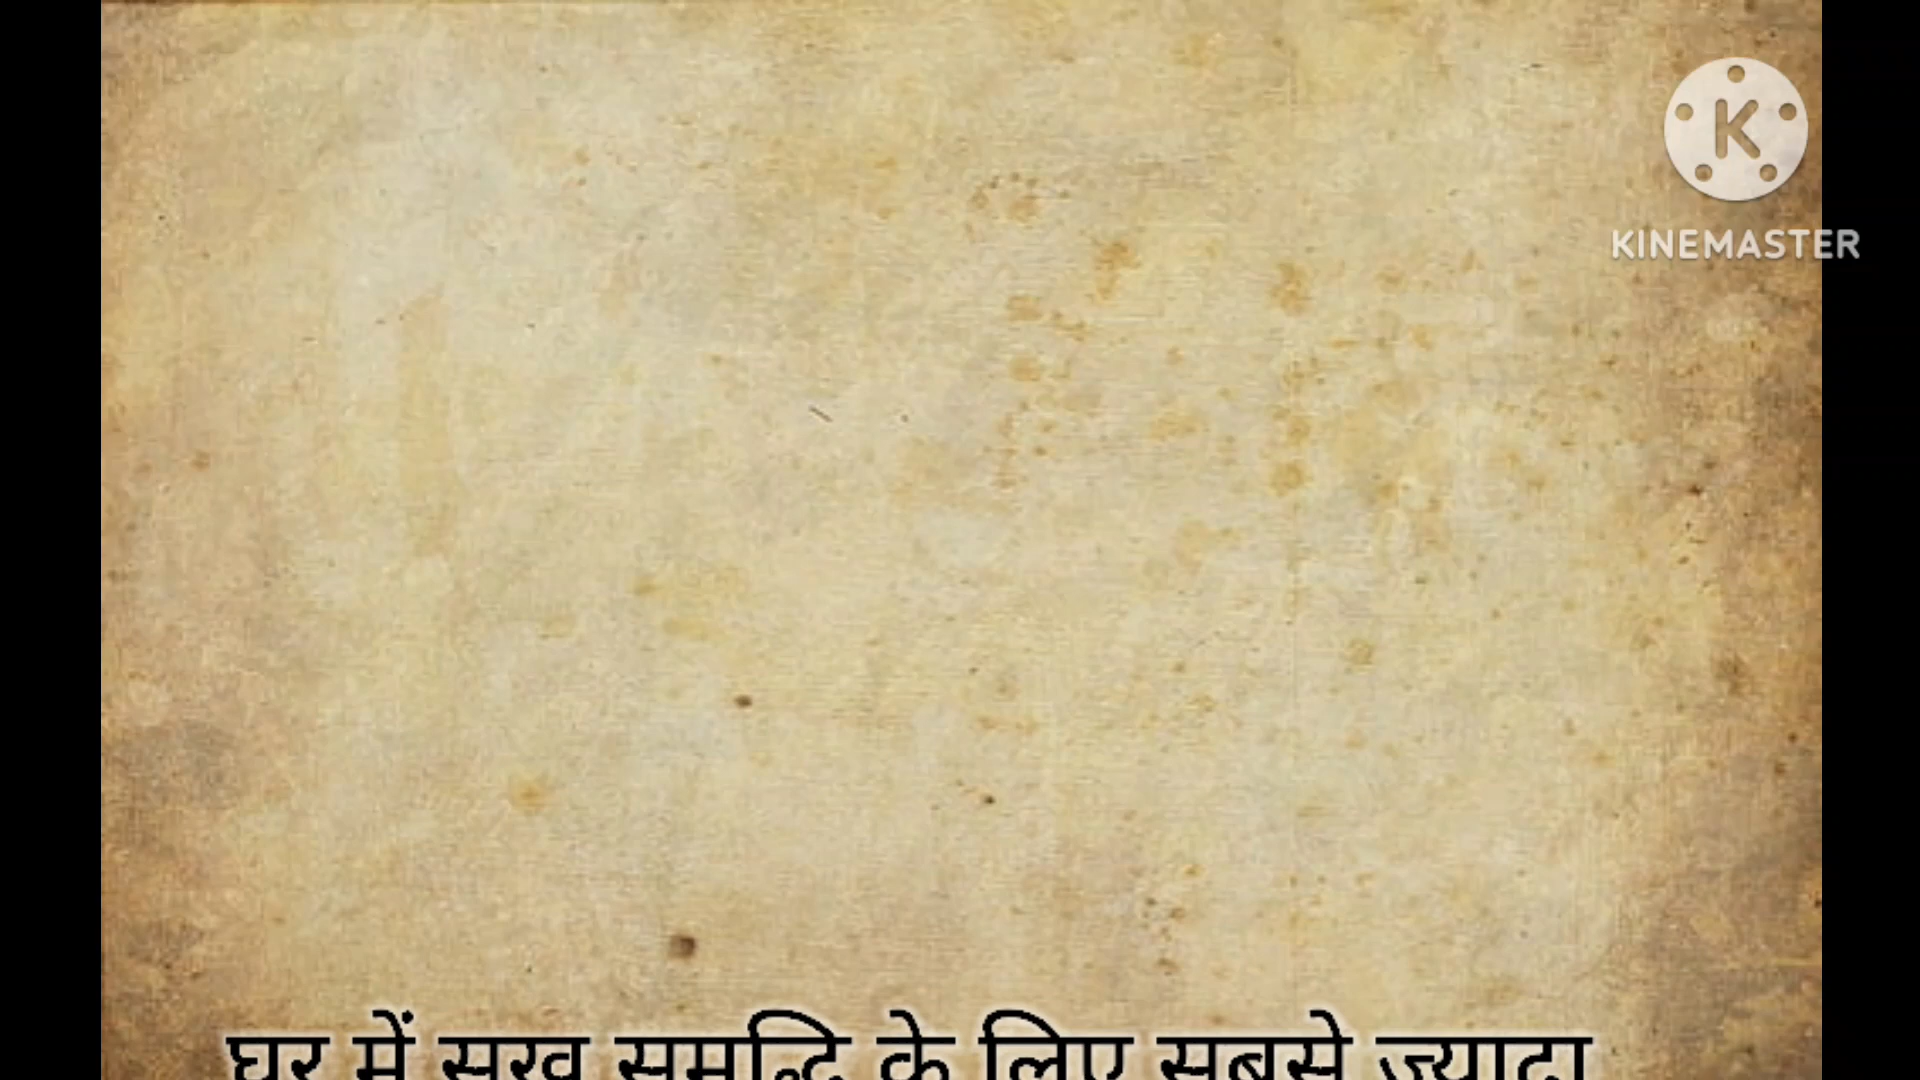 KINEMASTER
घर में सुख समृद्धि के लिए सबसे ज्यादा